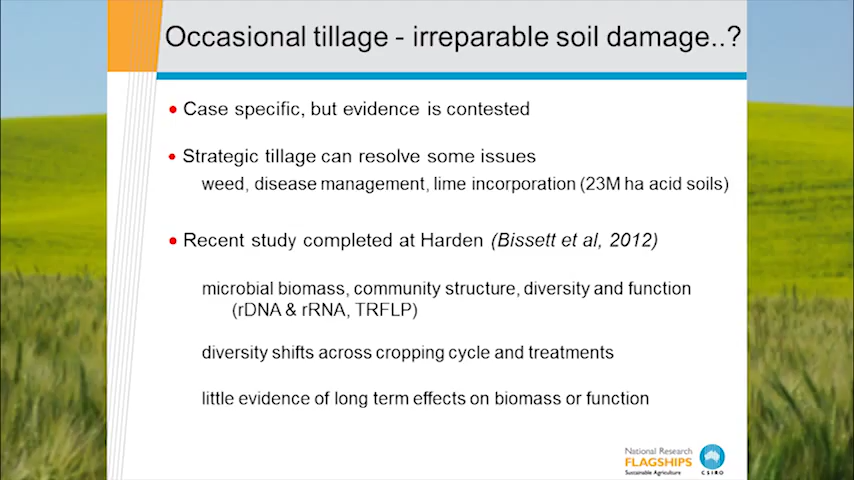 Occasional tillage - irreparable soil damage..?
• Case specific, but evidence is contested
• Strategic tillage can resolve some issues
weed, disease management, lime incorporation (23M ha acid soils)
• Recent study completed at Harden (Bissett et al, 2012)
microbial biomass, community structure, diversity and function
(rDNA & rRNA, TRFLP)
diversity shifts across cropping cycle and treatments
little evidence of long term effects on biomass or function
National Research
FLAGSHIPS
Sustainable Agriculture
CSIRO